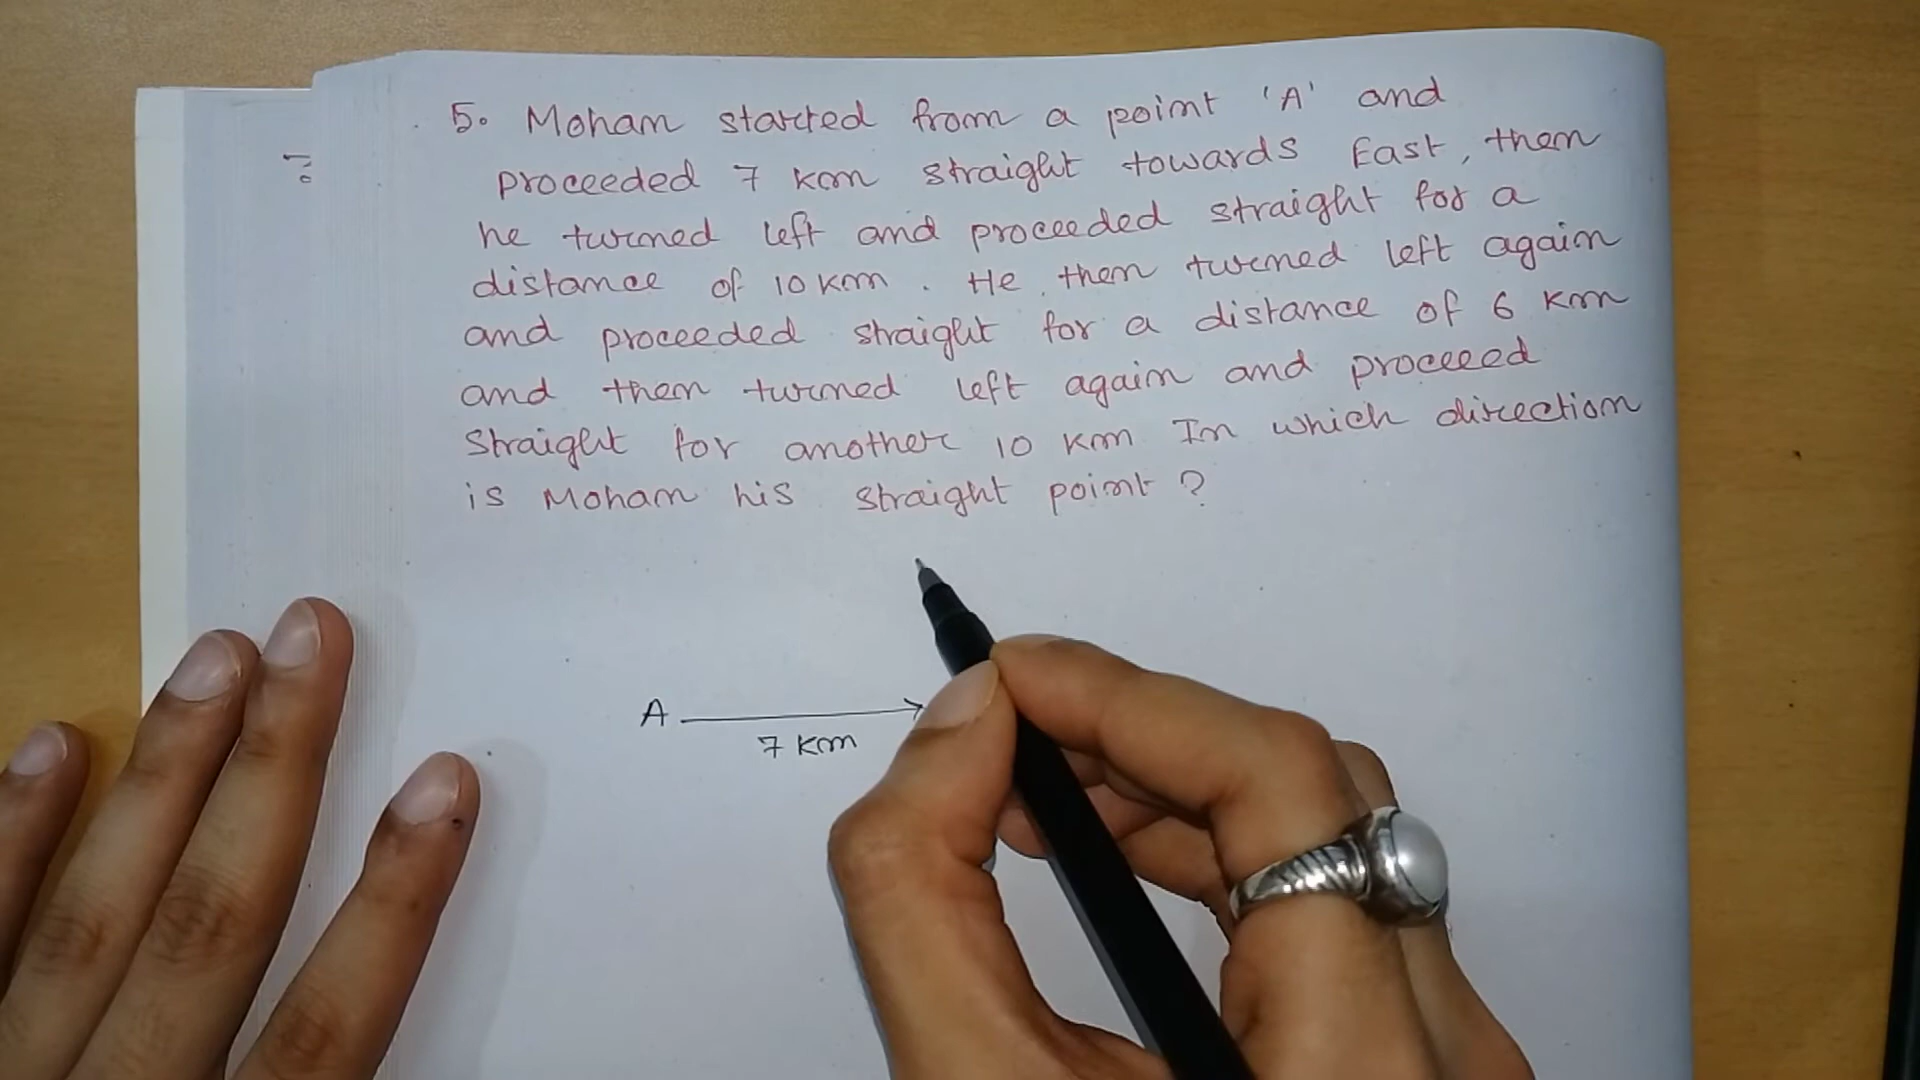 5. Mohan started from a point 'A' and
proceeded 7 km straight towards East, then
he turned left and proceeded straight for a
distance of 10 km. He then turned left again
and proceeded straight for a distance of 6 km
and then turned left again and proceeed
Straight for another 10 km In which direction
is Mohan his straight point ?
A
7 km